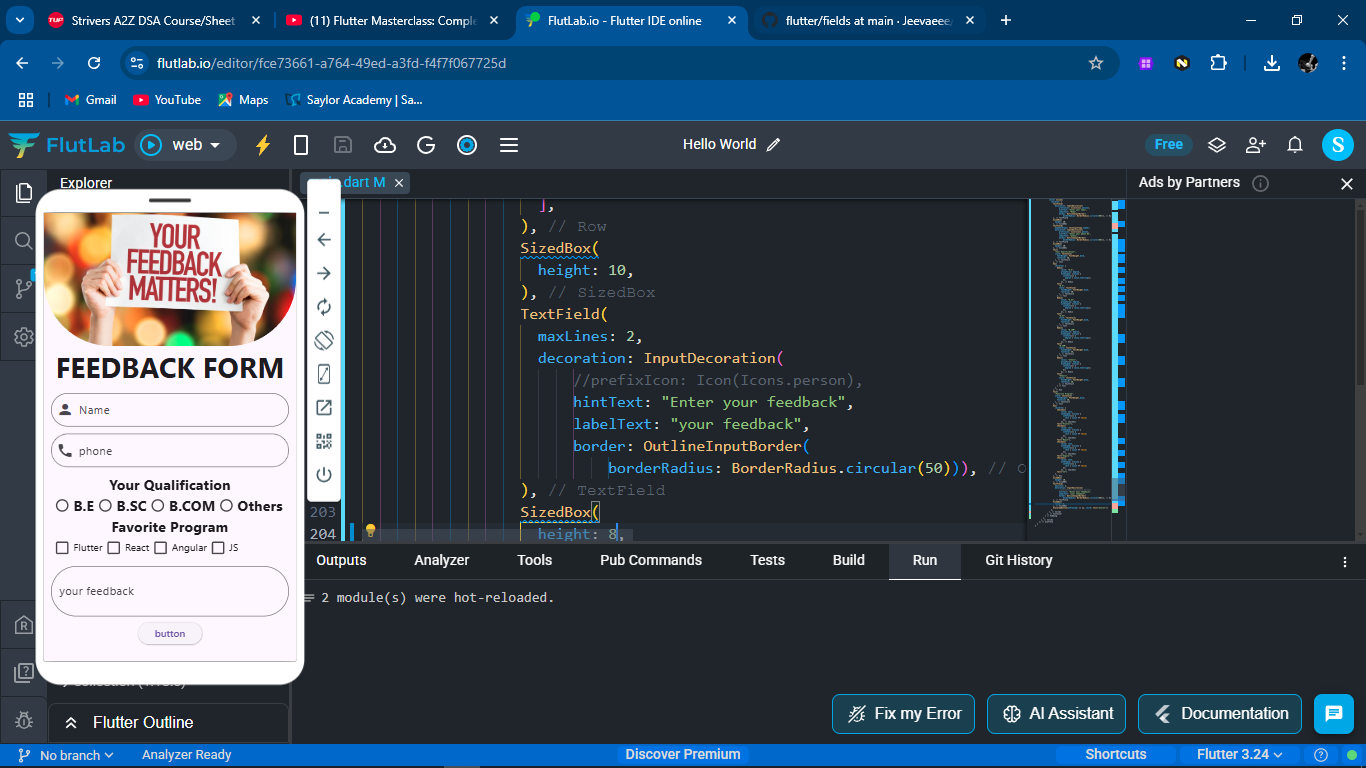 Strivers A2Z DSA Course/Sheet
(11) Flutter Masterclass: Comple
FlutLab.io - Flutter IDE online
flutter/fields at main · Jeevaeee/
flutlab.io/editor/fce73661-a764-49ed-a3fd-f4f7f067725d
Gmail
YouTube
Maps
Saylor Academy | Sa...
FlutLab
web
Hello World
Free
S
Explorer
.dart M
Ads by Partners
YOUR
FEEDBACK
MATTERS!
FEEDBACK FORM
Name
phone
Your Qualification
B.E
B.SC
B.COM
Others
Favorite Program
Flutter
React
Angular
JS
your feedback
button
],
), // Row
SizedBox(
height: 10,
), // SizedBox
TextField(
maxLines: 2,
decoration: InputDecoration(
//prefixIcon: Icon(Icons.person),
hintText: "Enter your feedback",
labelText: "your feedback",
border: OutlineInputBorder(
borderRadius: BorderRadius.circular(50))), // O
), // TextField
203 SizedBox(
204 height: 8,
Outputs
Analyzer
Tools
Pub Commands
Tests
Build
Run
Git History
2 module(s) were hot-reloaded.
Flutter Outline
Fix my Error
AI Assistant
Documentation
No branch
Analyzer Ready
Discover Premium
Shortcuts
Flutter 3.24